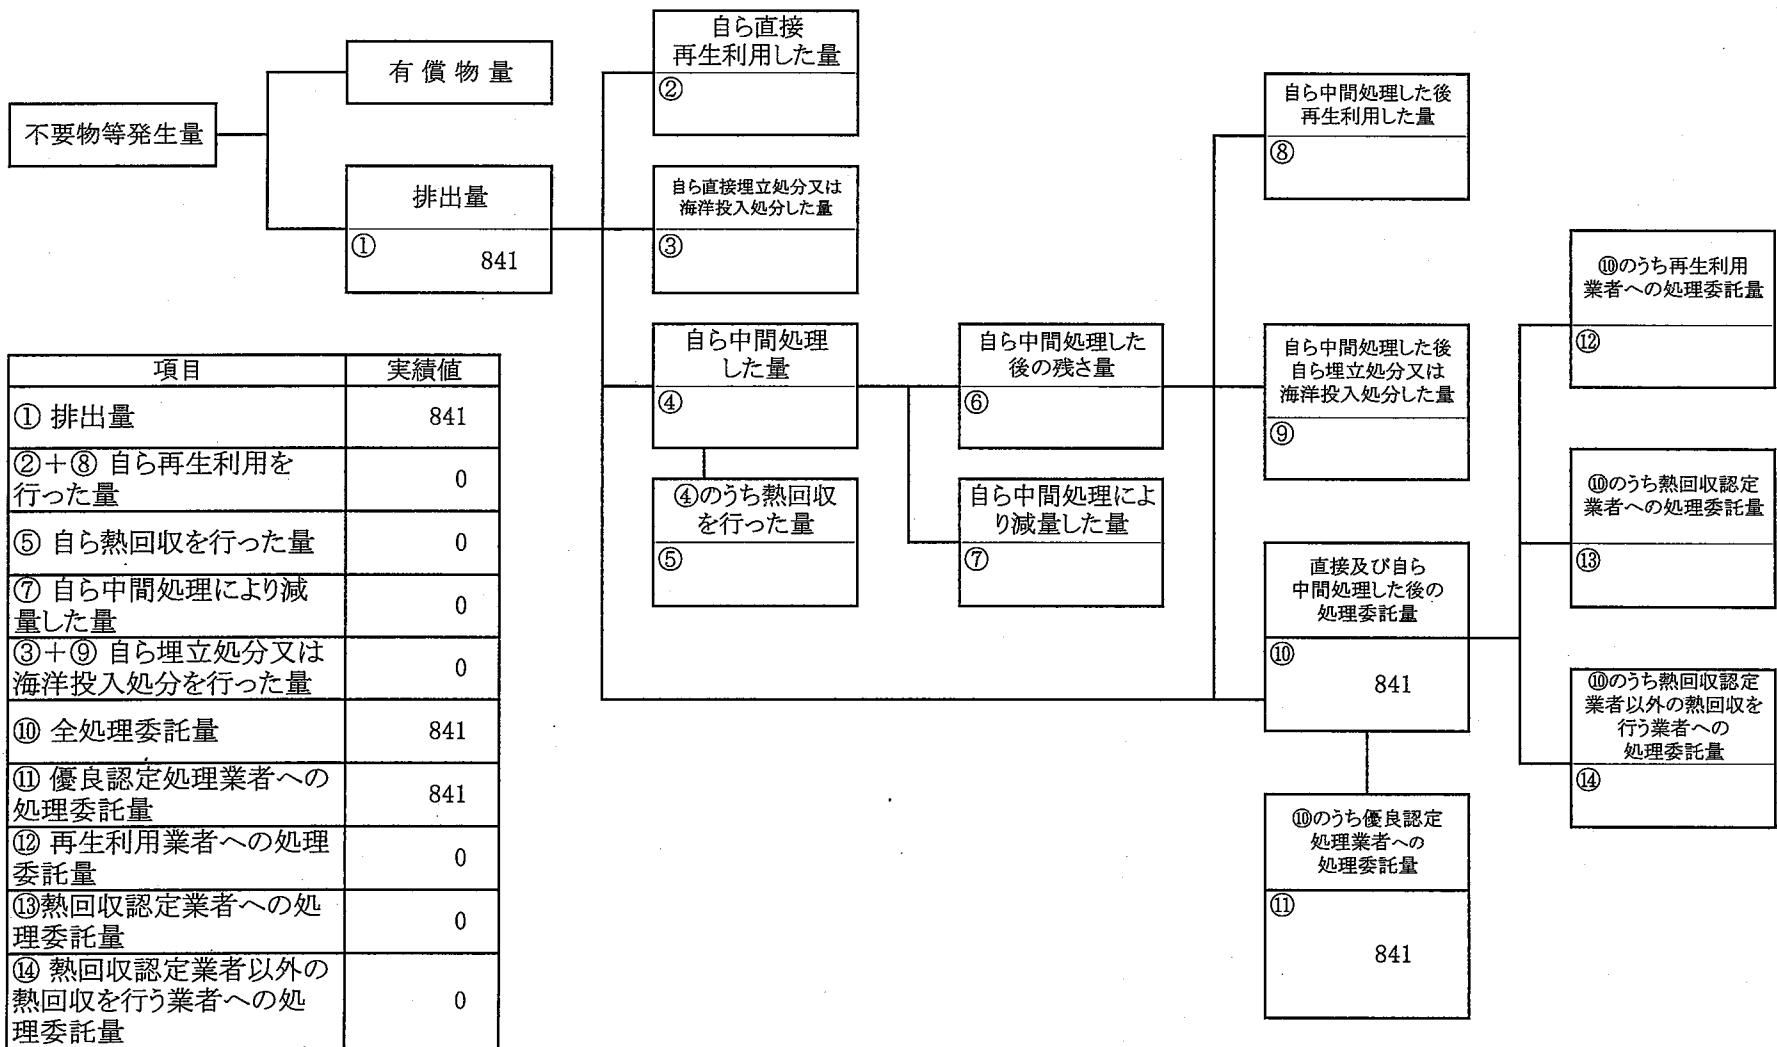 不要物等発生量
有償物量
排出量
①
841
自ら直接
再生利用した量
②
自ら直接埋立処分又は
海洋投入処分した量
③
自ら中間処理
した量
④
④のうち熱回収
を行った量
⑤
自ら中間処理した
後の残さ量
⑥
自ら中間処理によ
り減量した量
⑦
自ら中間処理した後
再生利用した量
⑧
自ら中間処理した後
自ら埋立処分又は
海洋投入処分した量
⑨
直接及び自ら
中間処理した後の
処理委託量
⑩
841
⑩のうち優良認定
処理業者への
処理委託量
⑪
841
⑩のうち再生利用
業者への処理委託量
⑫
⑩のうち熱回収認定
業者への処理委託量
⑬
⑩のうち熱回収認定
業者以外の熱回収を
行う業者への
処理委託量
⑭
項目 実績値
① 排出量 841
②+⑧ 自ら再生利用を
行った量 0
⑤ 自ら熱回収を行った量 0
⑦ 自ら中間処理により減
量した量 0
③+⑨ 自ら埋立処分又は
海洋投入処分を行った量 0
⑩ 全処理委託量 841
⑪ 優良認定処理業者への
処理委託量 841
⑫ 再生利用業者への処理
委託量 0
⑬熱回収認定業者への処
理委託量 0
⑭ 熱回収認定業者以外の
熱回収を行う業者への処 0
理委託量